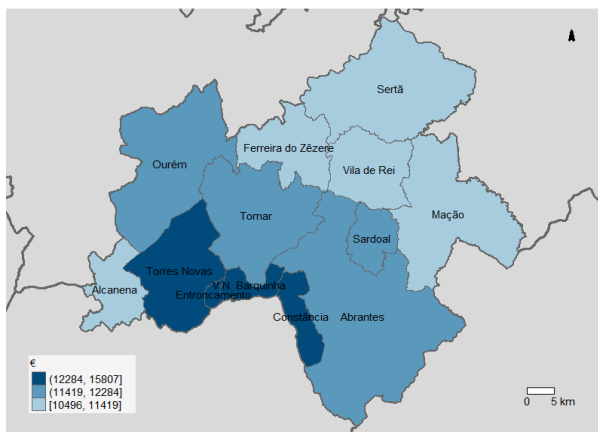 Sertã
Ferreira do Zêzere
Ourém
Vila de Rei
Tomar
Mação
Sardoal
Torres Novas
Alcanena
V.N. Barquinha
Entroncamento
Constância
Abrantes
€
(12284, 15807]
(11419, 12284]
[10496, 11419]
0 5 km